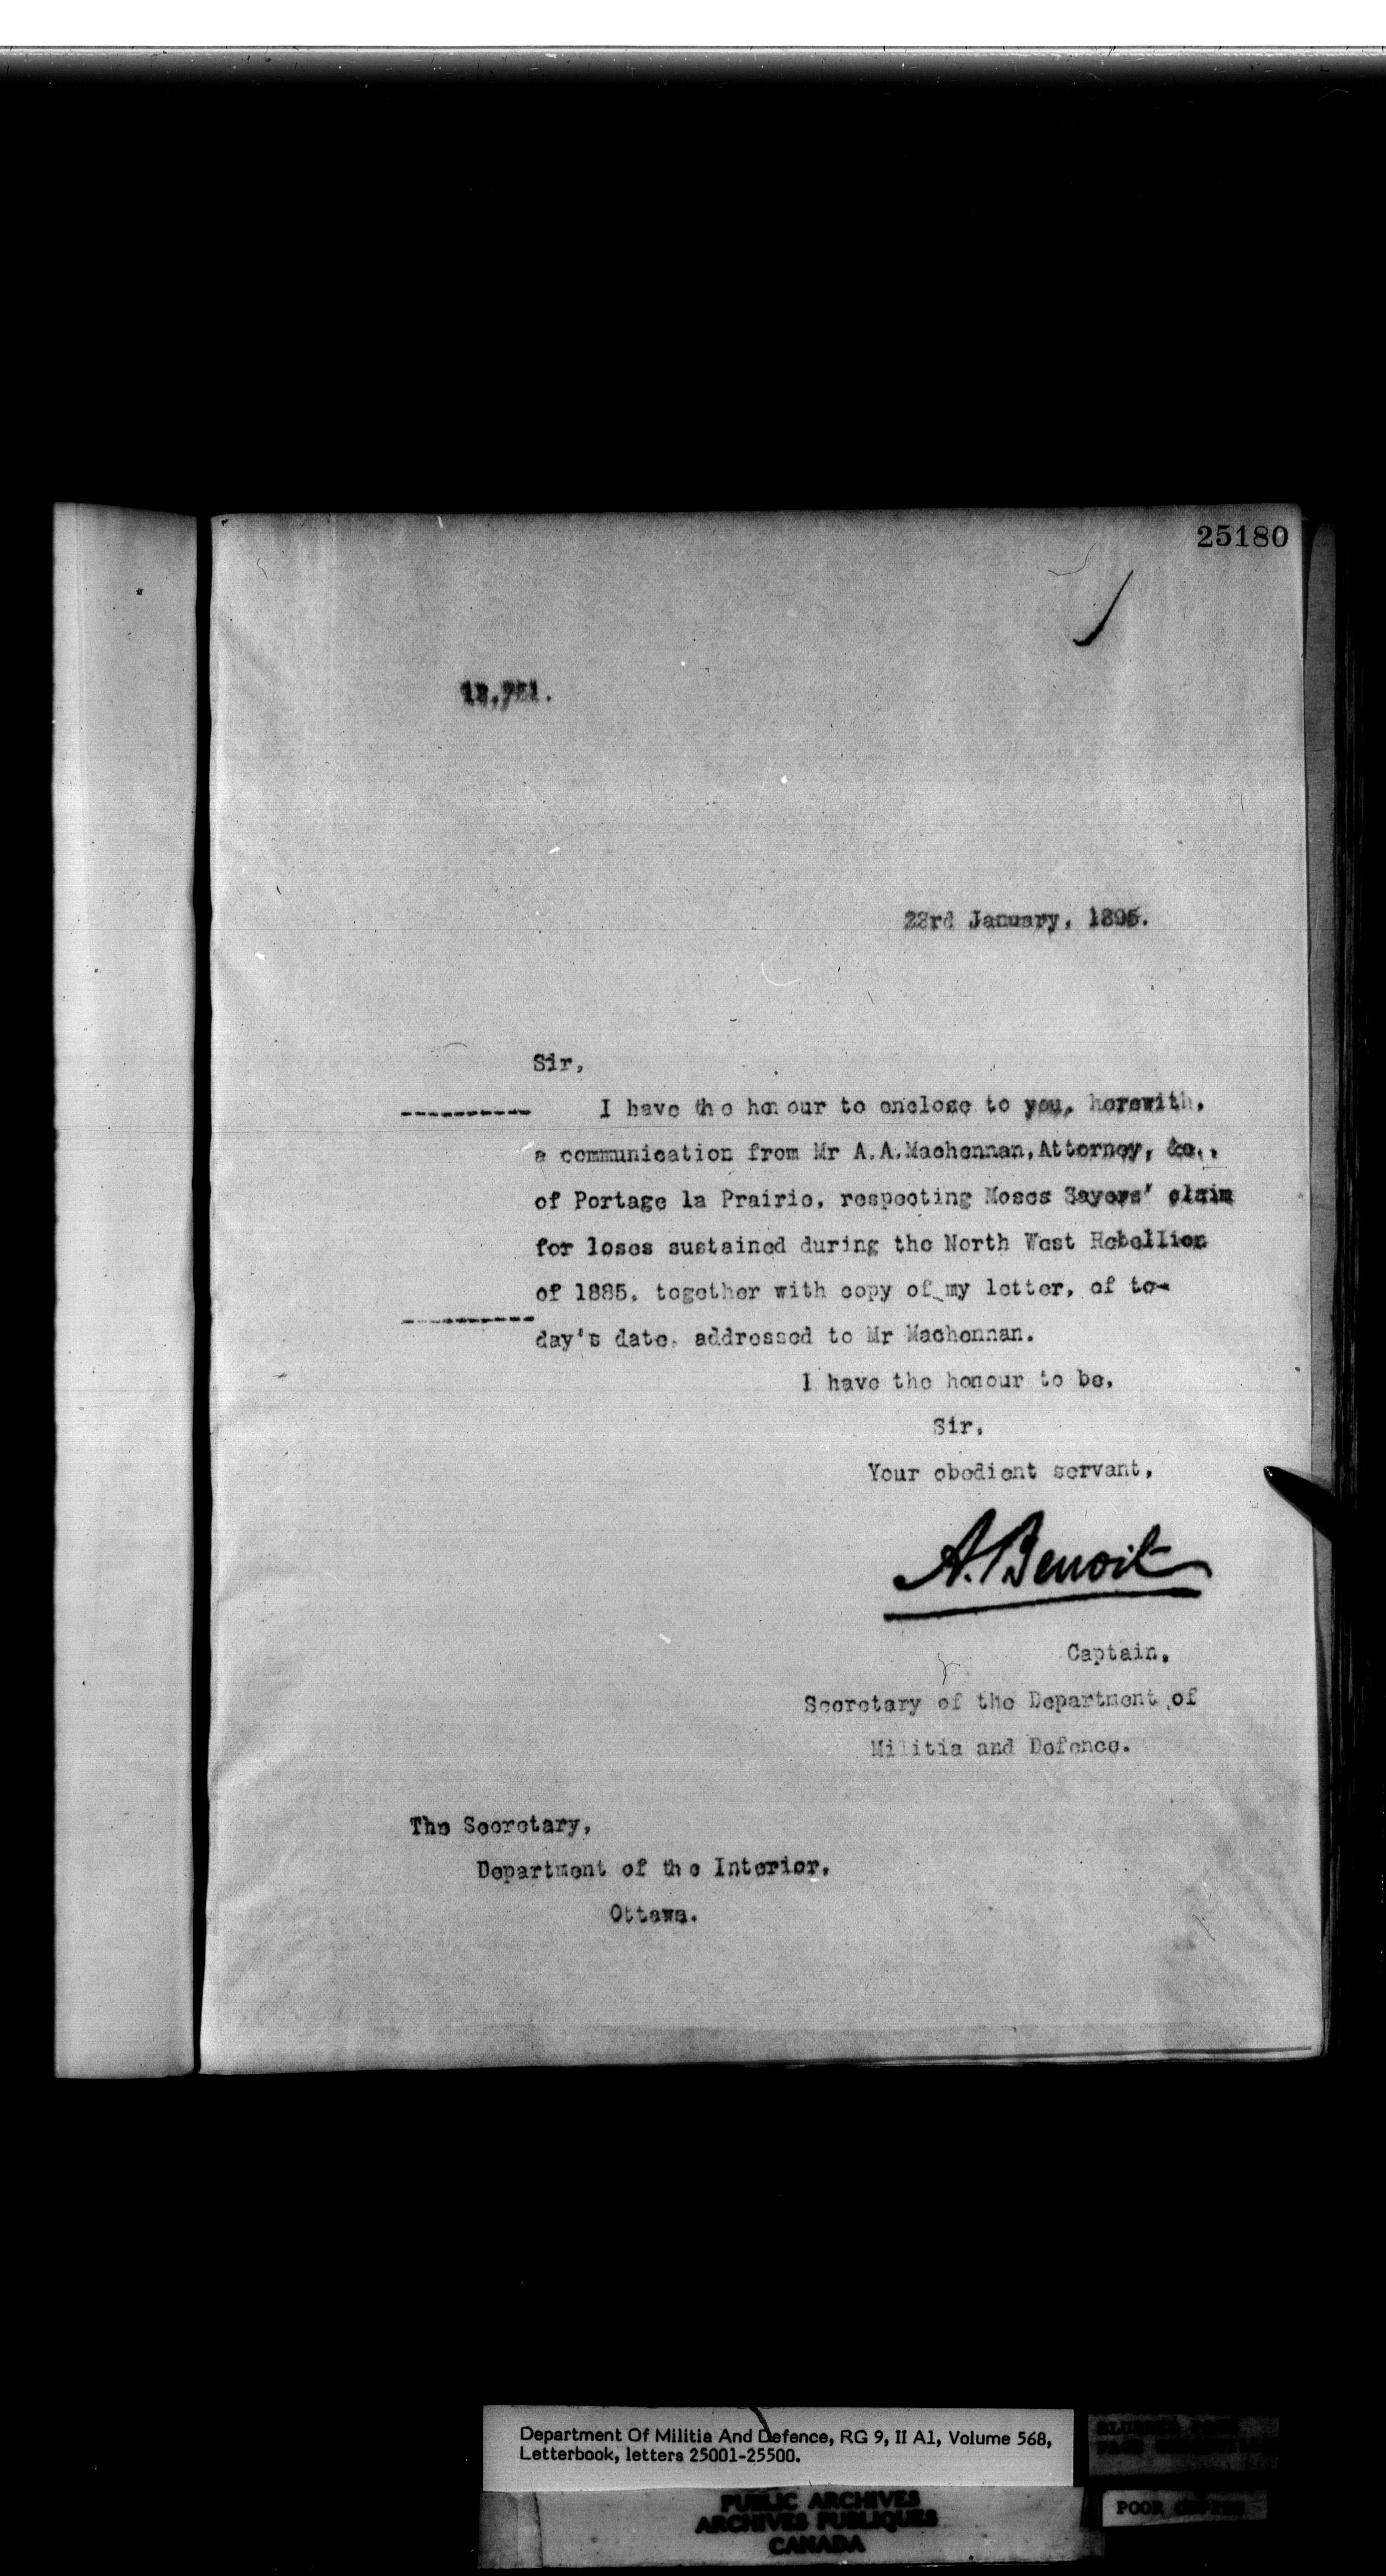 25180
23rd January, 1895.
Sir,
---------- I have the honour to enclose to you, herewith,
a communication from Mr A.A.Machennan, Attorney, &c.,
of Portage la Prairie, respecting Moses Sayers' claim
for loses sustained during the North West Rebellion
of 1885, together with copy of my letter, of to-
----------
day's date, addressed to Mr Machennan.
I have the honour to be,
Sir,
Your obedient servant,
A. Benoit
Captain,
Secretary of the Department of
Militia and Defence.
The Secretary,
Department of the Interior,
Ottawa.
Department Of Militia And Defence, RG 9, II A1, Volume 568,
Letterbook, letters 25001-25500.
PUBLIC ARCHIVES
ARCHIVES PUBLIQUES
CANADA
POOR